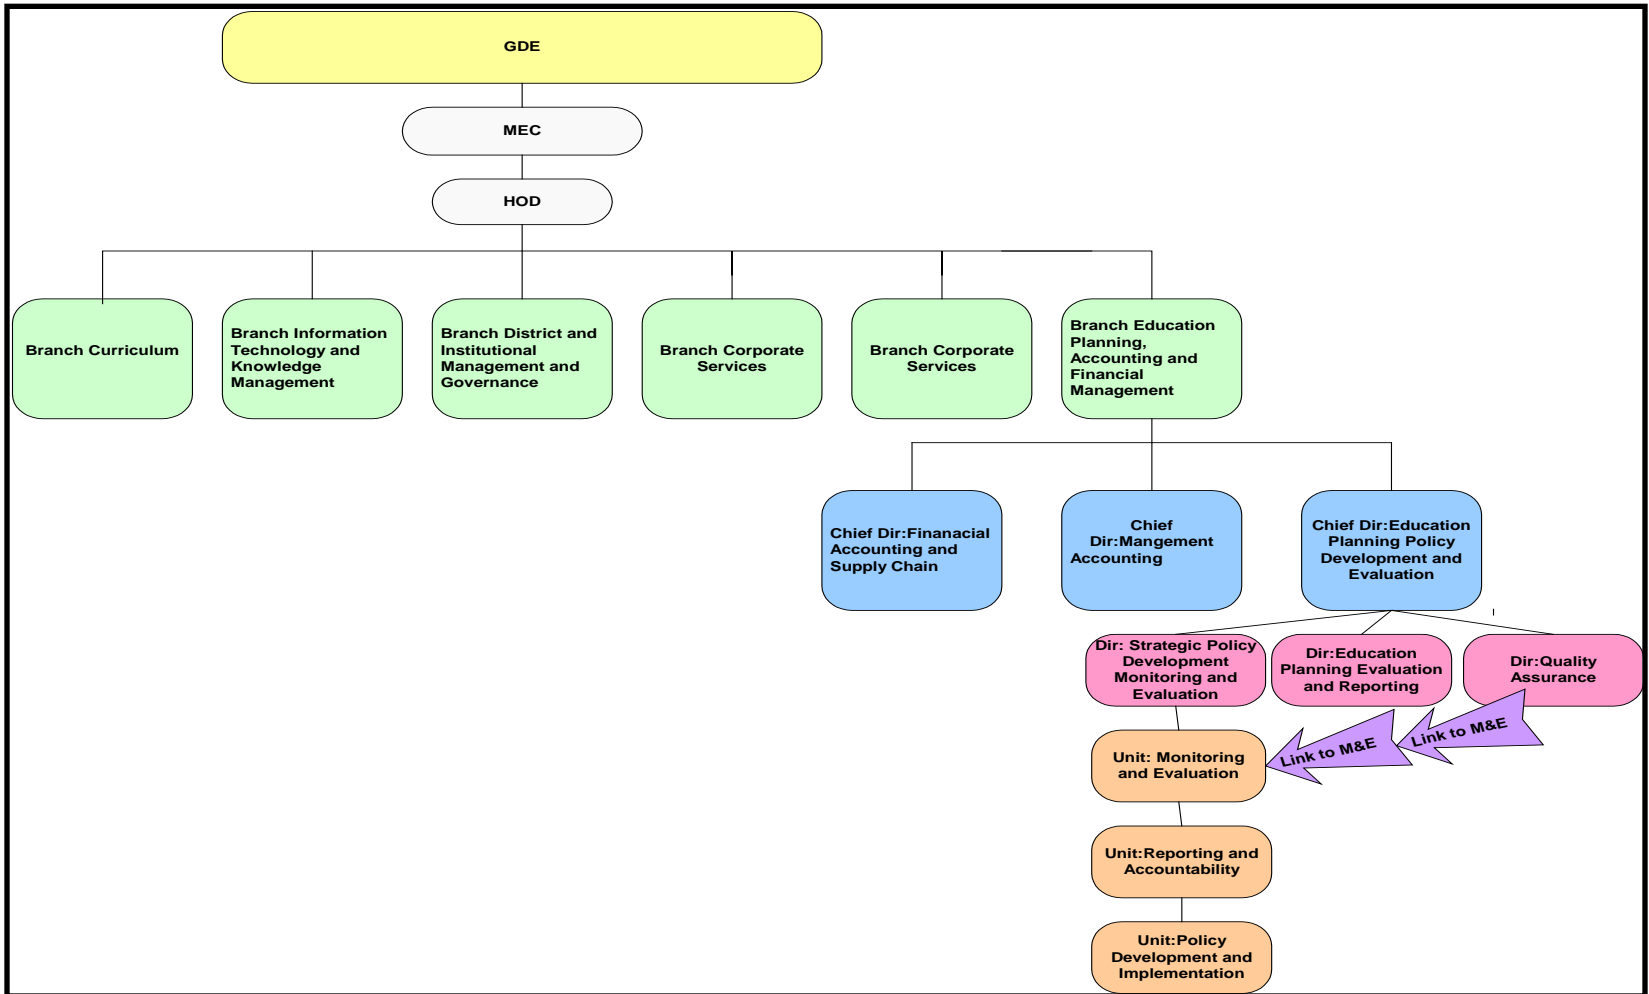 GDE
MEC
HOD
Branch Curriculum
Branch Information
Technology and
Knowledge
Management
Branch District and
Institutional
Management and
Governance
Branch Corporate
Services
Branch Corporate
Services
Branch Education
Planning,
Accounting and
Financial
Management
Chief Dir:Finanacial
Accounting and
Supply Chain
Chief
Dir:Mangement
Accounting
Chief Dir:Education
Planning Policy
Development and
Evaluation
Dir: Strategic Policy
Development
Monitoring and
Evaluation
Dir:Education
Planning Evaluation
and Reporting
Dir:Quality
Assurance
Link to M&E
Link to M&E
Unit: Monitoring
and Evaluation
Unit:Reporting and
Accountability
Unit:Policy
Development and
Implementation